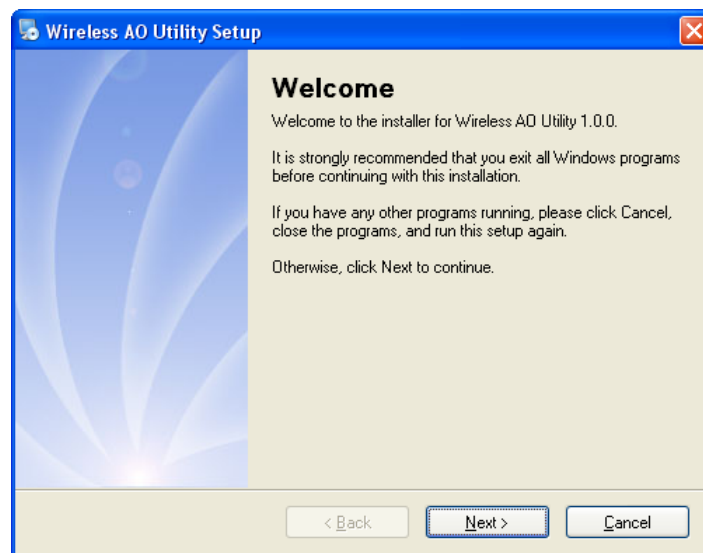 Wireless AO Utility Setup
Welcome
Welcome to the installer for Wireless AO Utility 1.0.0.
It is strongly recommended that you exit all Windows programs
before continuing with this installation.
If you have any other programs running, please click Cancel,
close the programs, and run this setup again.
Otherwise, click Next to continue.
< Back
Next >
Cancel